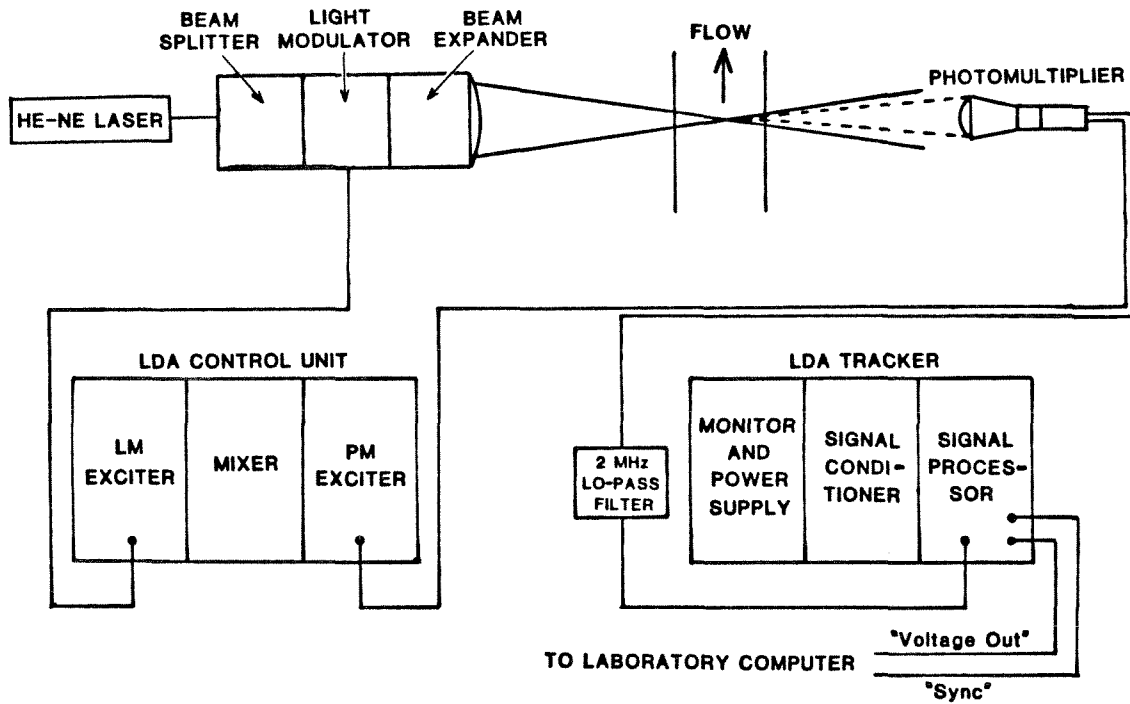 BEAM
SPLITTER
LIGHT
MODULATOR
BEAM
EXPANDER
FLOW
PHOTOMULTIPLIER
HE-NE LASER
LDA CONTROL UNIT
LM
EXCITER
MIXER
PM
EXCITER
2 MHz
LO-PASS
FILTER
LDA TRACKER
MONITOR
AND
POWER
SUPPLY
SIGNAL
CONDI-
TIONER
SIGNAL
PROCES-
SOR
"Voltage Out"
TO LABORATORY COMPUTER
"Sync"